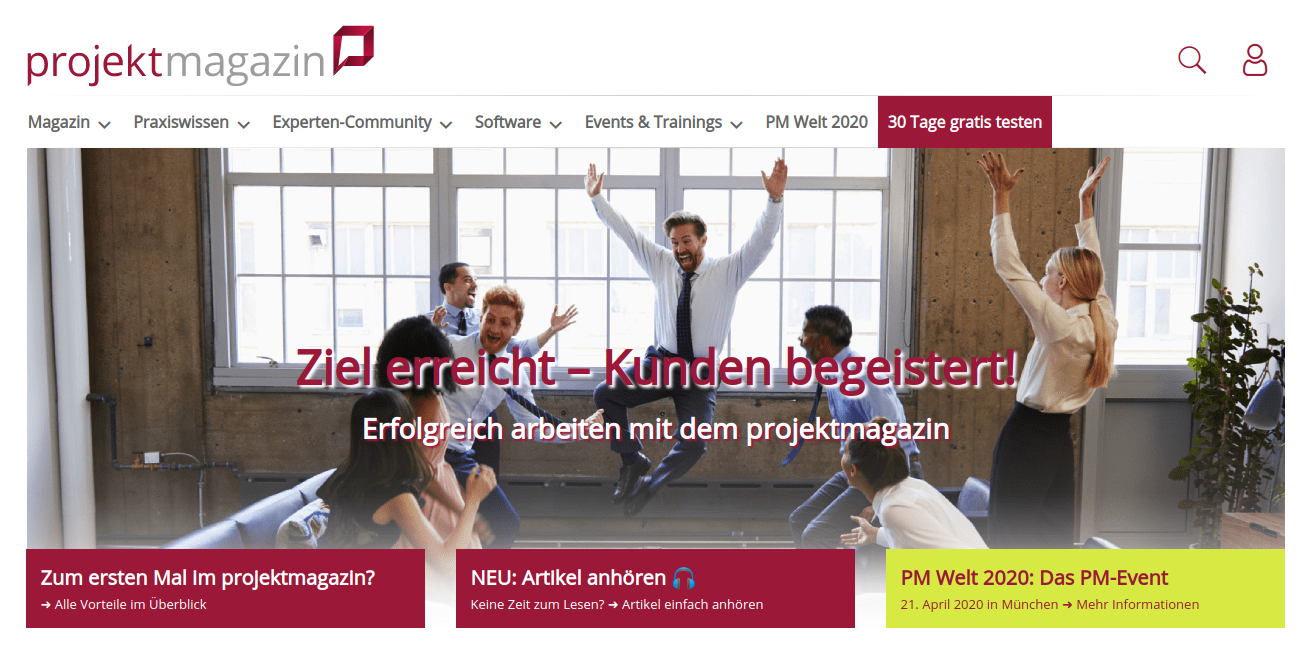 projektmagazin
Magazin
Praxiswissen
Experten-Community
Software
Events & Trainings
PM Welt 2020
30 Tage gratis testen
Ziel erreicht – Kunden begeistert!
Erfolgreich arbeiten mit dem projektmagazin
Zum ersten Mal im projektmagazin?
➜ Alle Vorteile im Überblick
NEU: Artikel anhören 🎧
Keine Zeit zum Lesen? ➜ Artikel einfach anhören
PM Welt 2020: Das PM-Event
21. April 2020 in München ➜ Mehr Informationen